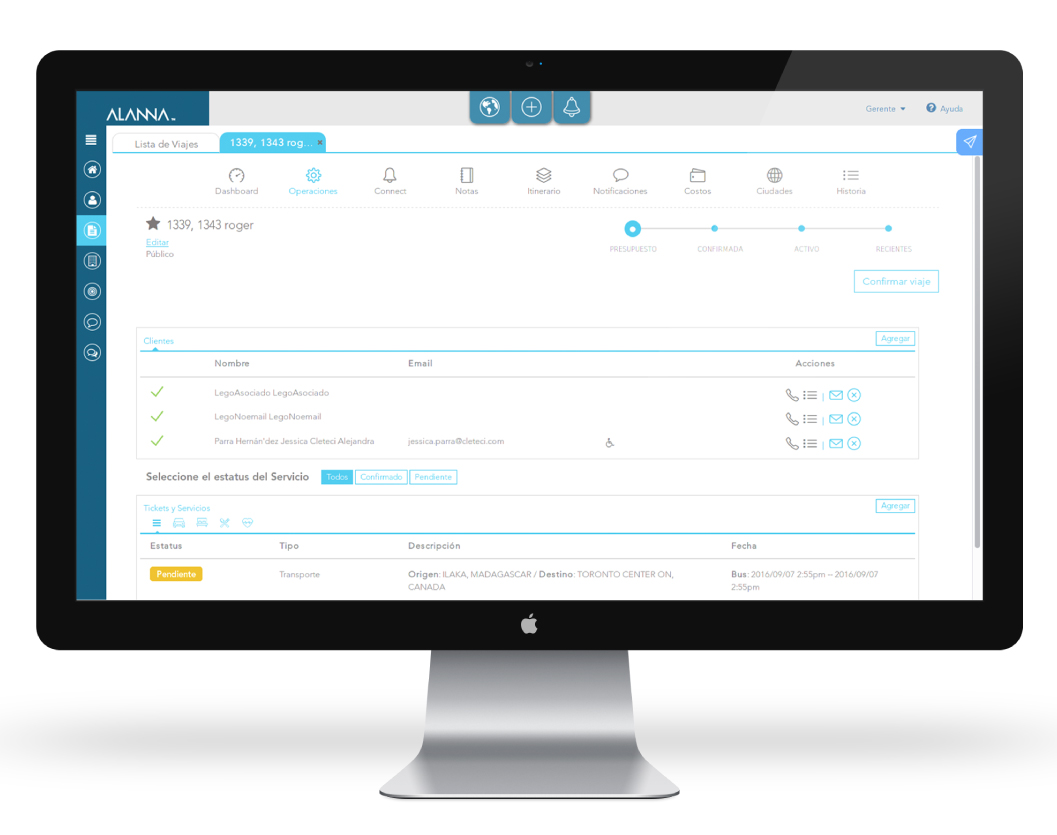 ALANNA
Gerente
Ayuda
Lista de Viajes
1339, 1343 rog...
Dashboard
Operaciones
Connect
Notas
Itinerario
Notificaciones
Costos
Ciudades
Historia
1339, 1343 roger
Editar
Público
PRESUPUESTO
CONFIRMADA
ACTIVO
RECIENTES
Confirmar viaje
Clientes
Agregar
Nombre Email Acciones
LegoAsociado LegoAsociado
LegoNoemail LegoNoemail
Parra Hernán'dez Jessica Cleteci Alejandra jessica.parra@cleteci.com
Seleccione el estatus del Servicio Todos Confirmado Pendiente
Tickets y Servicios
Agregar
Estatus Tipo Descripción Fecha
Pendiente Transporte Origen: ILAKA, MADAGASCAR / Destino: TORONTO CENTER ON, Bus: 2016/09/07 2:55pm -- 2016/09/07
CANADA 2:55pm